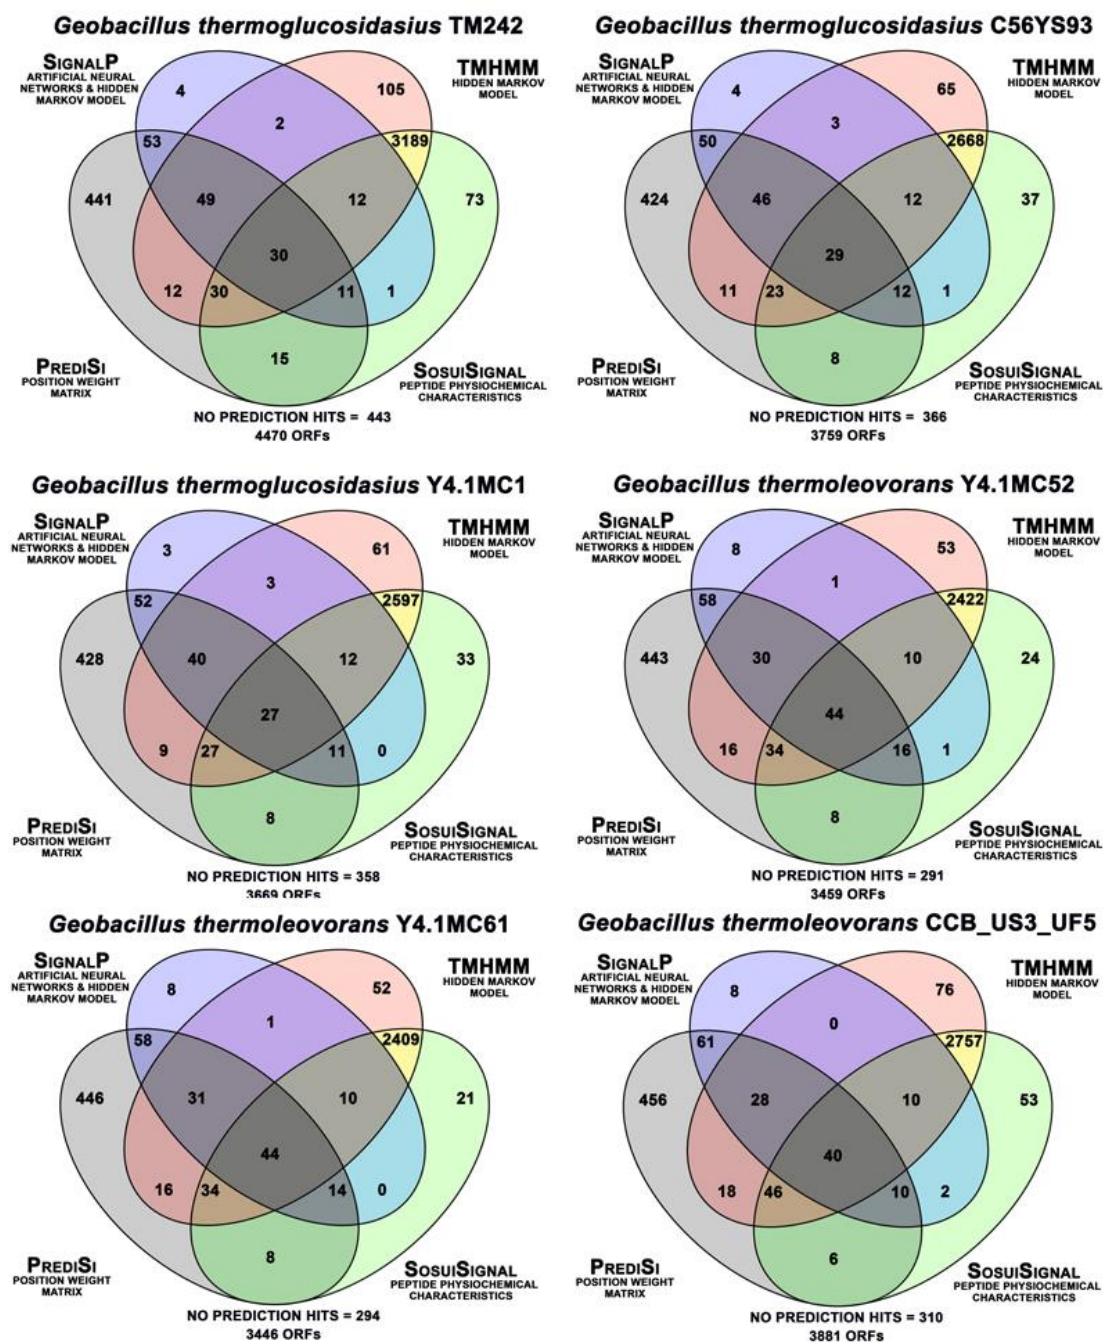 Geobacillus thermoglucosidasius TM242
SIGNALP
ARTIFICIAL NEURAL
NETWORKS & HIDDEN
MARKOV MODEL
TMHMM
HIDDEN MARKOV
MODEL
4
105
2
53
3189
441
49
12
73
30
12
30
11
1
15
PREDISI
POSITION WEIGHT
MATRIX
SOSUISIGNAL
PEPTIDE PHYSIOCHEMICAL
CHARACTERISTICS
NO PREDICTION HITS = 443
4470 ORFs
Geobacillus thermoglucosidasius C56YS93
SIGNALP
ARTIFICIAL NEURAL
NETWORKS & HIDDEN
MARKOV MODEL
TMHMM
HIDDEN MARKOV
MODEL
4
65
3
50
2668
424
46
12
37
29
11
23
12
1
8
PREDISI
POSITION WEIGHT
MATRIX
SOSUISIGNAL
PEPTIDE PHYSIOCHEMICAL
CHARACTERISTICS
NO PREDICTION HITS = 366
3759 ORFs
Geobacillus thermoglucosidasius Y4.1MC1
SIGNALP
ARTIFICIAL NEURAL
NETWORKS & HIDDEN
MARKOV MODEL
TMHMM
HIDDEN MARKOV
MODEL
3
61
3
52
2597
428
40
12
33
27
9
27
11
0
8
PREDISI
POSITION WEIGHT
MATRIX
SOSUISIGNAL
PEPTIDE PHYSIOCHEMICAL
CHARACTERISTICS
NO PREDICTION HITS = 358
3669 ORFs
Geobacillus thermoleovorans Y4.1MC52
SIGNALP
ARTIFICIAL NEURAL
NETWORKS & HIDDEN
MARKOV MODEL
TMHMM
HIDDEN MARKOV
MODEL
8
53
1
58
2422
443
30
10
24
44
16
34
16
1
8
PREDISI
POSITION WEIGHT
MATRIX
SOSUISIGNAL
PEPTIDE PHYSIOCHEMICAL
CHARACTERISTICS
NO PREDICTION HITS = 291
3459 ORFs
Geobacillus thermoleovorans Y4.1MC61
SIGNALP
ARTIFICIAL NEURAL
NETWORKS & HIDDEN
MARKOV MODEL
TMHMM
HIDDEN MARKOV
MODEL
8
52
1
58
2409
446
31
10
21
44
16
34
14
0
8
PREDISI
POSITION WEIGHT
MATRIX
SOSUISIGNAL
PEPTIDE PHYSIOCHEMICAL
CHARACTERISTICS
NO PREDICTION HITS = 294
3446 ORFs
Geobacillus thermoleovorans CCB_US3_UF5
SIGNALP
ARTIFICIAL NEURAL
NETWORKS & HIDDEN
MARKOV MODEL
TMHMM
HIDDEN MARKOV
MODEL
8
76
0
61
2757
456
28
10
53
40
18
46
10
2
6
PREDISI
POSITION WEIGHT
MATRIX
SOSUISIGNAL
PEPTIDE PHYSIOCHEMICAL
CHARACTERISTICS
NO PREDICTION HITS = 310
3881 ORFs